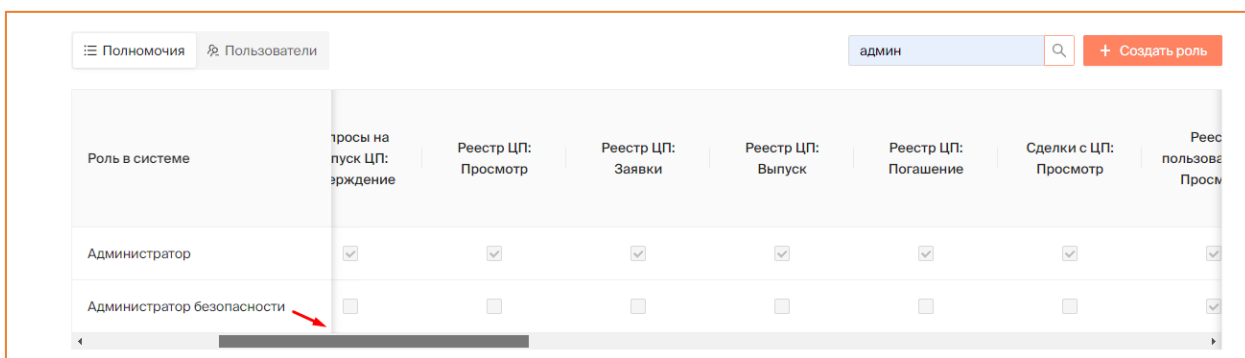 Полномочия Пользователи админ + Создать роль
Роль в системе
Реестр ЦП:
Просмотр
Реестр ЦП:
Заявки
Реестр ЦП:
Выпуск
Реестр ЦП:
Погашение
Сделки с ЦП:
Просмотр
Администратор
Администратор безопасности